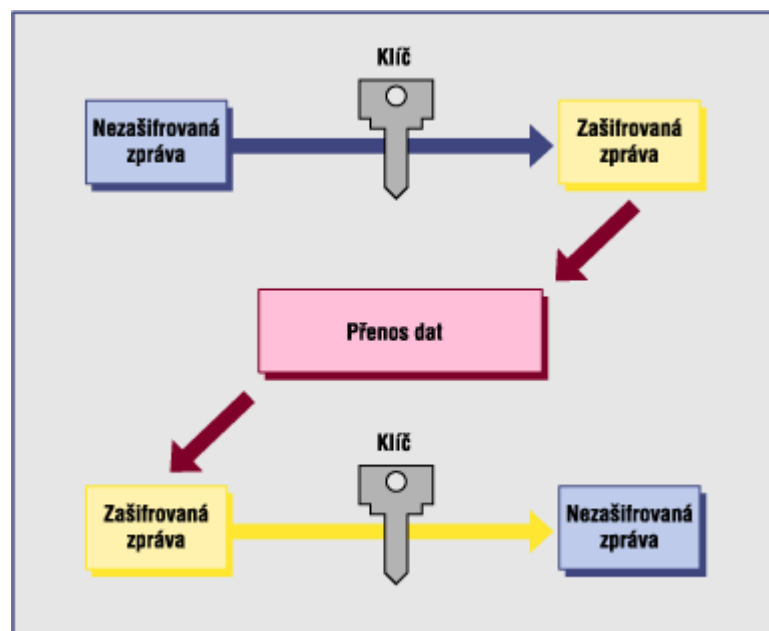 Klíč
Nezašifrovaná
zpráva
Zašifrovaná
zpráva
Přenos dat
Klíč
Zašifrovaná
zpráva
Nezašifrovaná
zpráva